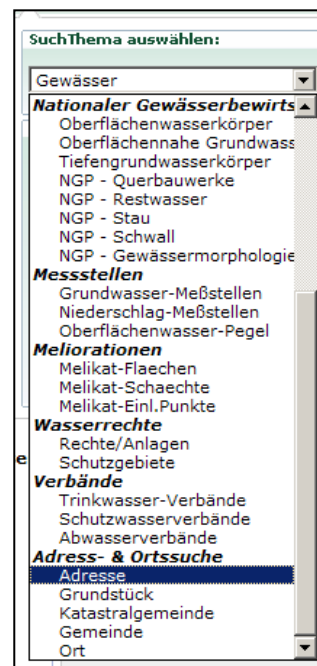 SuchThema auswählen:
Gewässer
Nationaler Gewässerbewirts
Oberflächenwasserkörper
Oberflächennahe Grundwass
Tiefengrundwasserkörper
NGP - Querbauwerke
NGP - Restwasser
NGP - Stau
NGP - Schwall
NGP - Gewässermorphologie
Messstellen
Grundwasser-Meßstellen
Niederschlag-Meßstellen
Oberflächenwasser-Pegel
Meliorationen
Melikat-Flaechen
Melikat-Schaechte
Melikat-Einl.Punkte
Wasserrechte
Rechte/Anlagen
Schutzgebiete
Verbände
Trinkwasser-Verbände
Schutzwasserverbände
Abwasserverbände
Adress- & Ortssuche
Adresse
Grundstück
Katastralgemeinde
Gemeinde
Ort